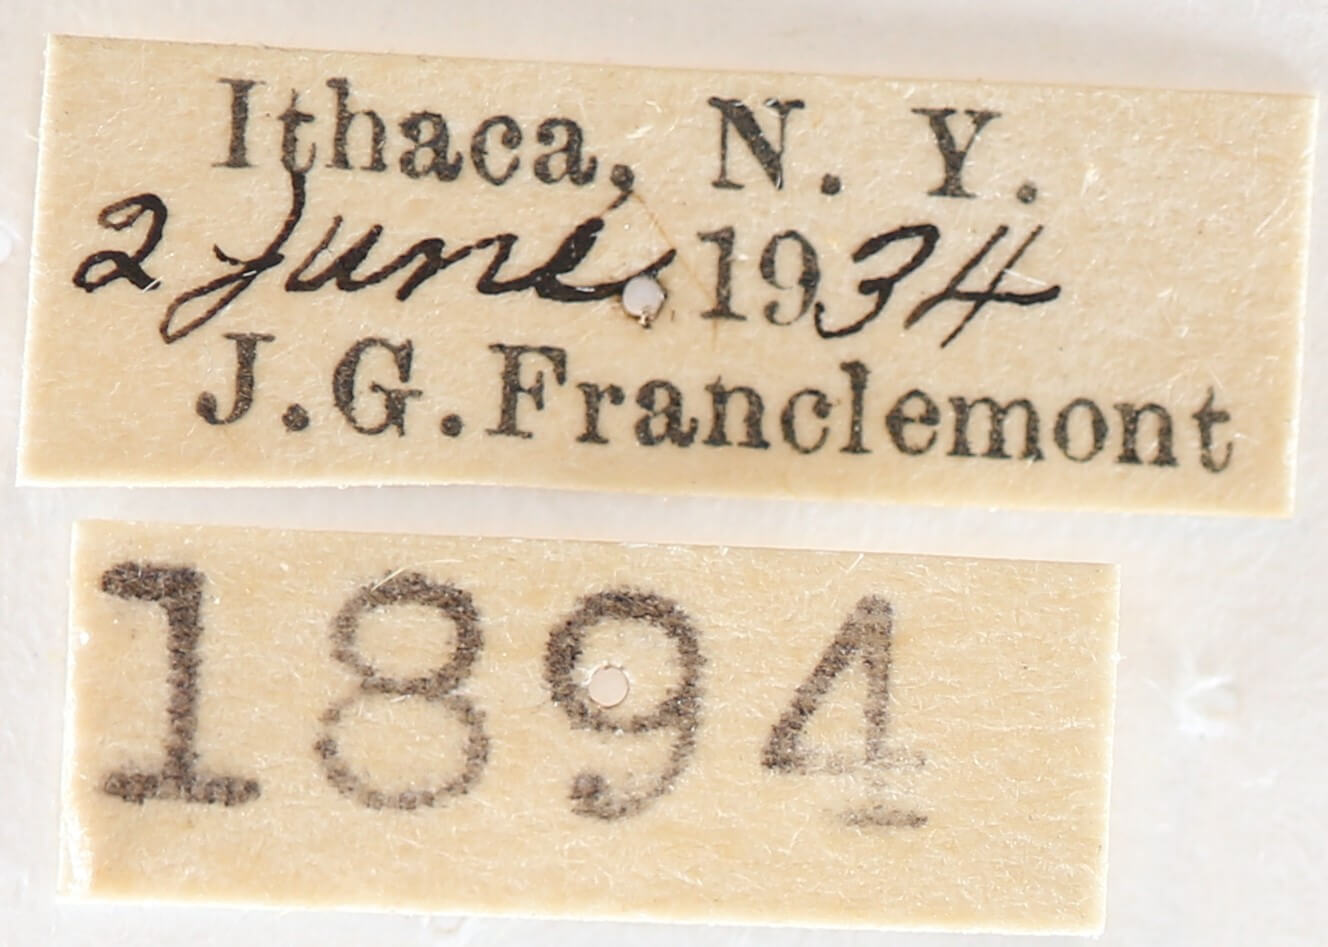 Ithaca, N. Y.
2 June 1934
J.G.Franclemont
1894